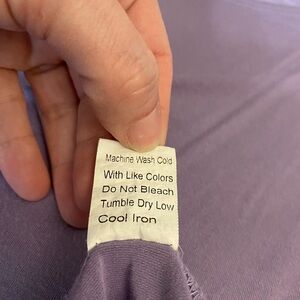 Machine Wash Cold
With Like Colors
Do Not Bleach
Tumble Dry Low
Cool Iron